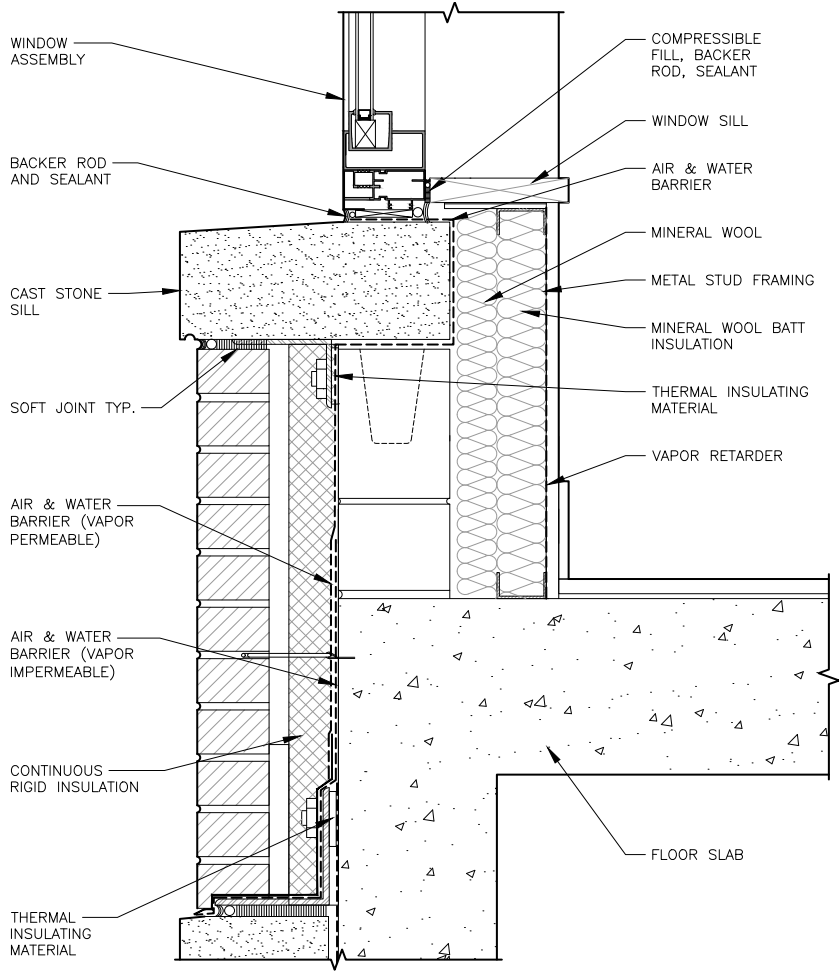 WINDOW
ASSEMBLY
BACKER ROD
AND SEALANT
CAST STONE
SILL
SOFT JOINT TYP.
AIR & WATER
BARRIER (VAPOR
PERMEABLE)
AIR & WATER
BARRIER (VAPOR
IMPERMEABLE)
CONTINUOUS
RIGID INSULATION
THERMAL
INSULATING
MATERIAL
COMPRESSIBLE
FILL, BACKER
ROD, SEALANT
WINDOW SILL
AIR & WATER
BARRIER
MINERAL WOOL
METAL STUD FRAMING
MINERAL WOOL BATT
INSULATION
THERMAL INSULATING
MATERIAL
VAPOR RETARDER
FLOOR SLAB